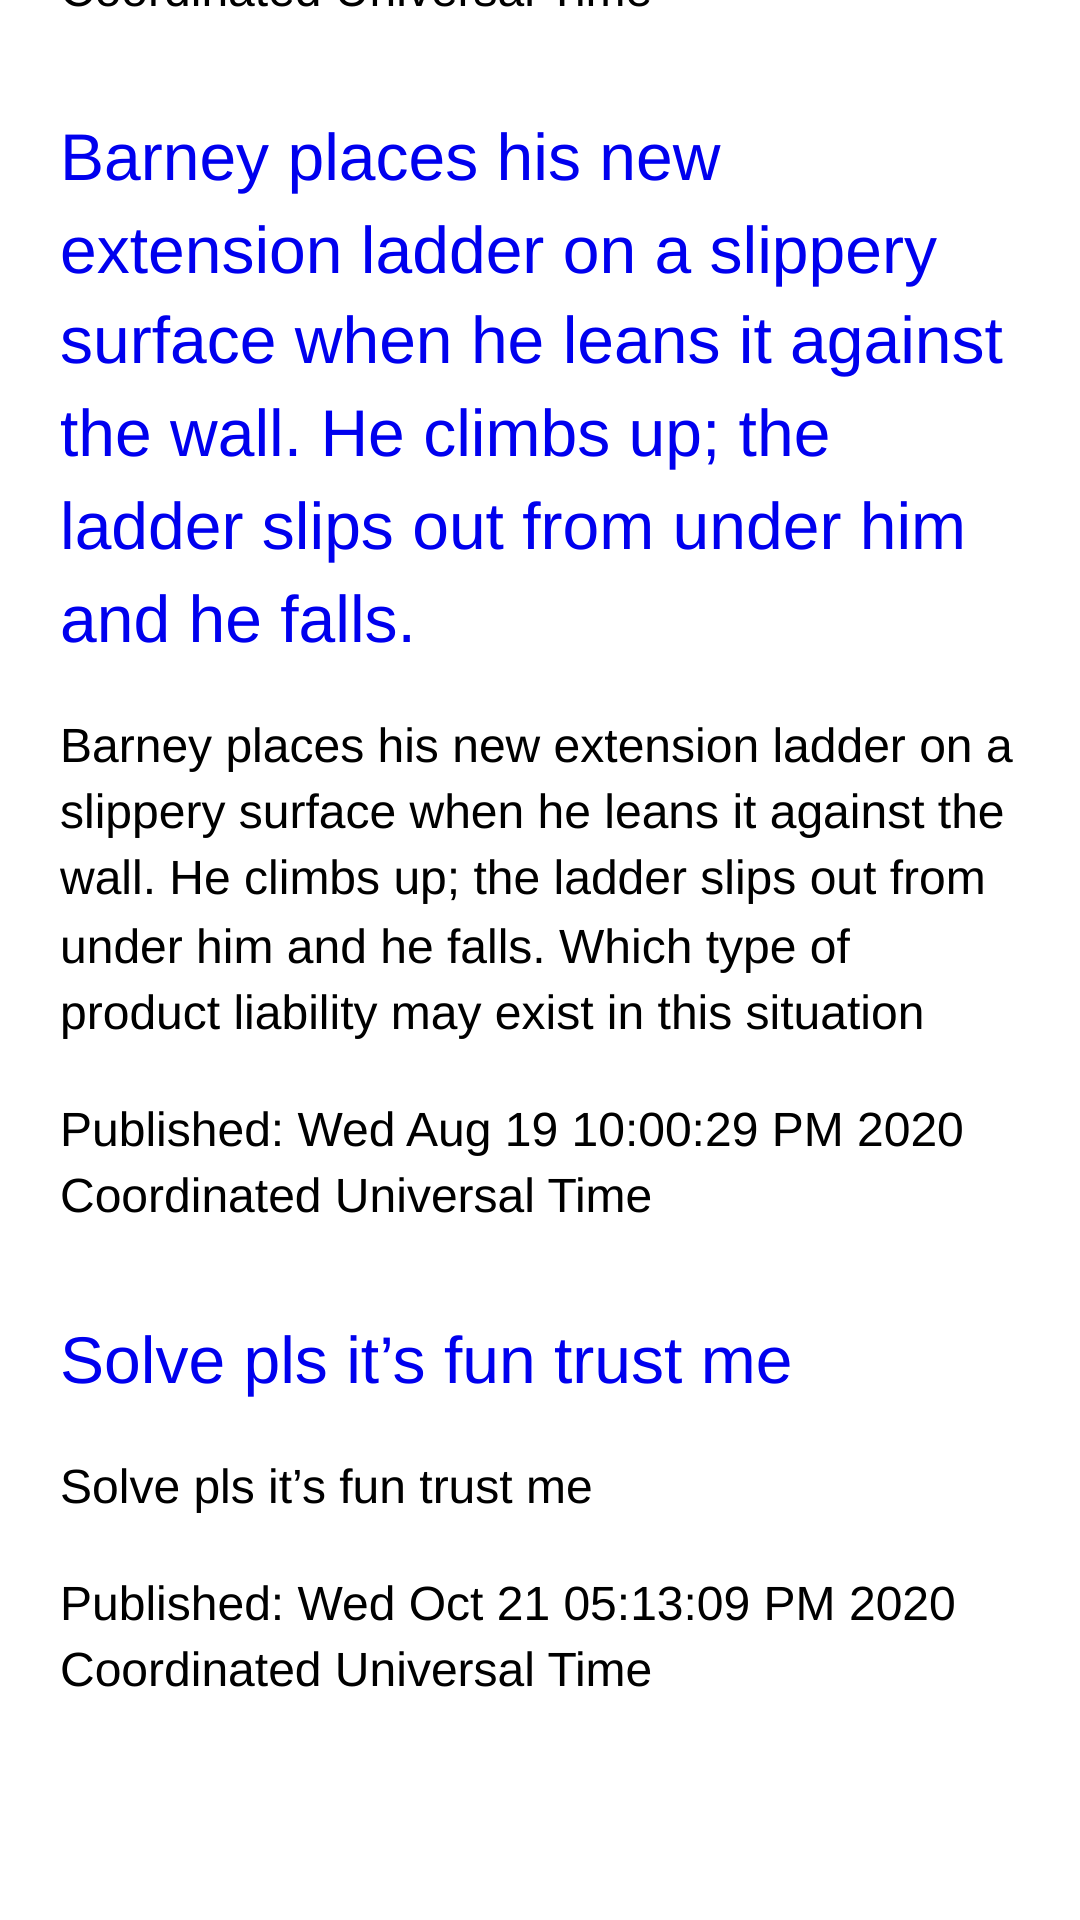 Coordinated Universal Time
Barney places his new
extension ladder on a slippery
surface when he leans it against
the wall. He climbs up; the
ladder slips out from under him
and he falls.
Barney places his new extension ladder on a
slippery surface when he leans it against the
wall. He climbs up; the ladder slips out from
under him and he falls. Which type of
product liability may exist in this situation
Published: Wed Aug 19 10:00:29 PM 2020
Coordinated Universal Time
Solve pls it’s fun trust me
Solve pls it’s fun trust me
Published: Wed Oct 21 05:13:09 PM 2020
Coordinated Universal Time